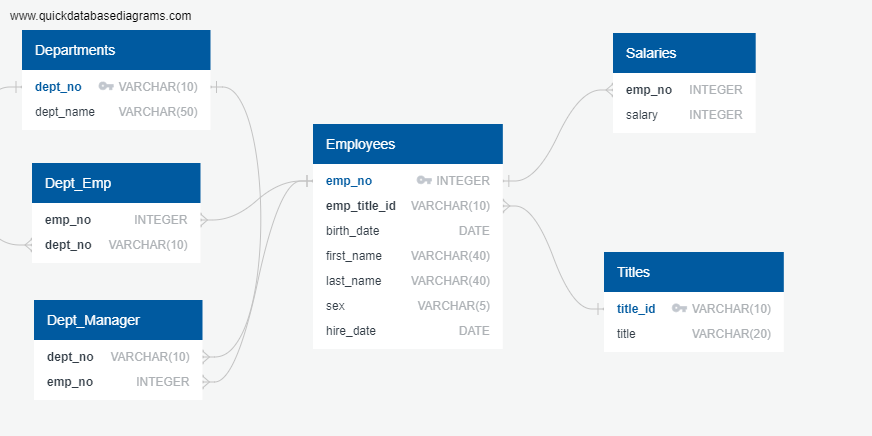 www.quickdatabasediagrams.com
Departments
dept_no VARCHAR(10)
dept_name VARCHAR(50)
Dept_Emp
emp_no INTEGER
dept_no VARCHAR(10)
Dept_Manager
dept_no VARCHAR(10)
emp_no INTEGER
Employees
emp_no INTEGER
emp_title_id VARCHAR(10)
birth_date DATE
first_name VARCHAR(40)
last_name VARCHAR(40)
sex VARCHAR(5)
hire_date DATE
Salaries
emp_no INTEGER
salary INTEGER
Titles
title_id VARCHAR(10)
title VARCHAR(20)